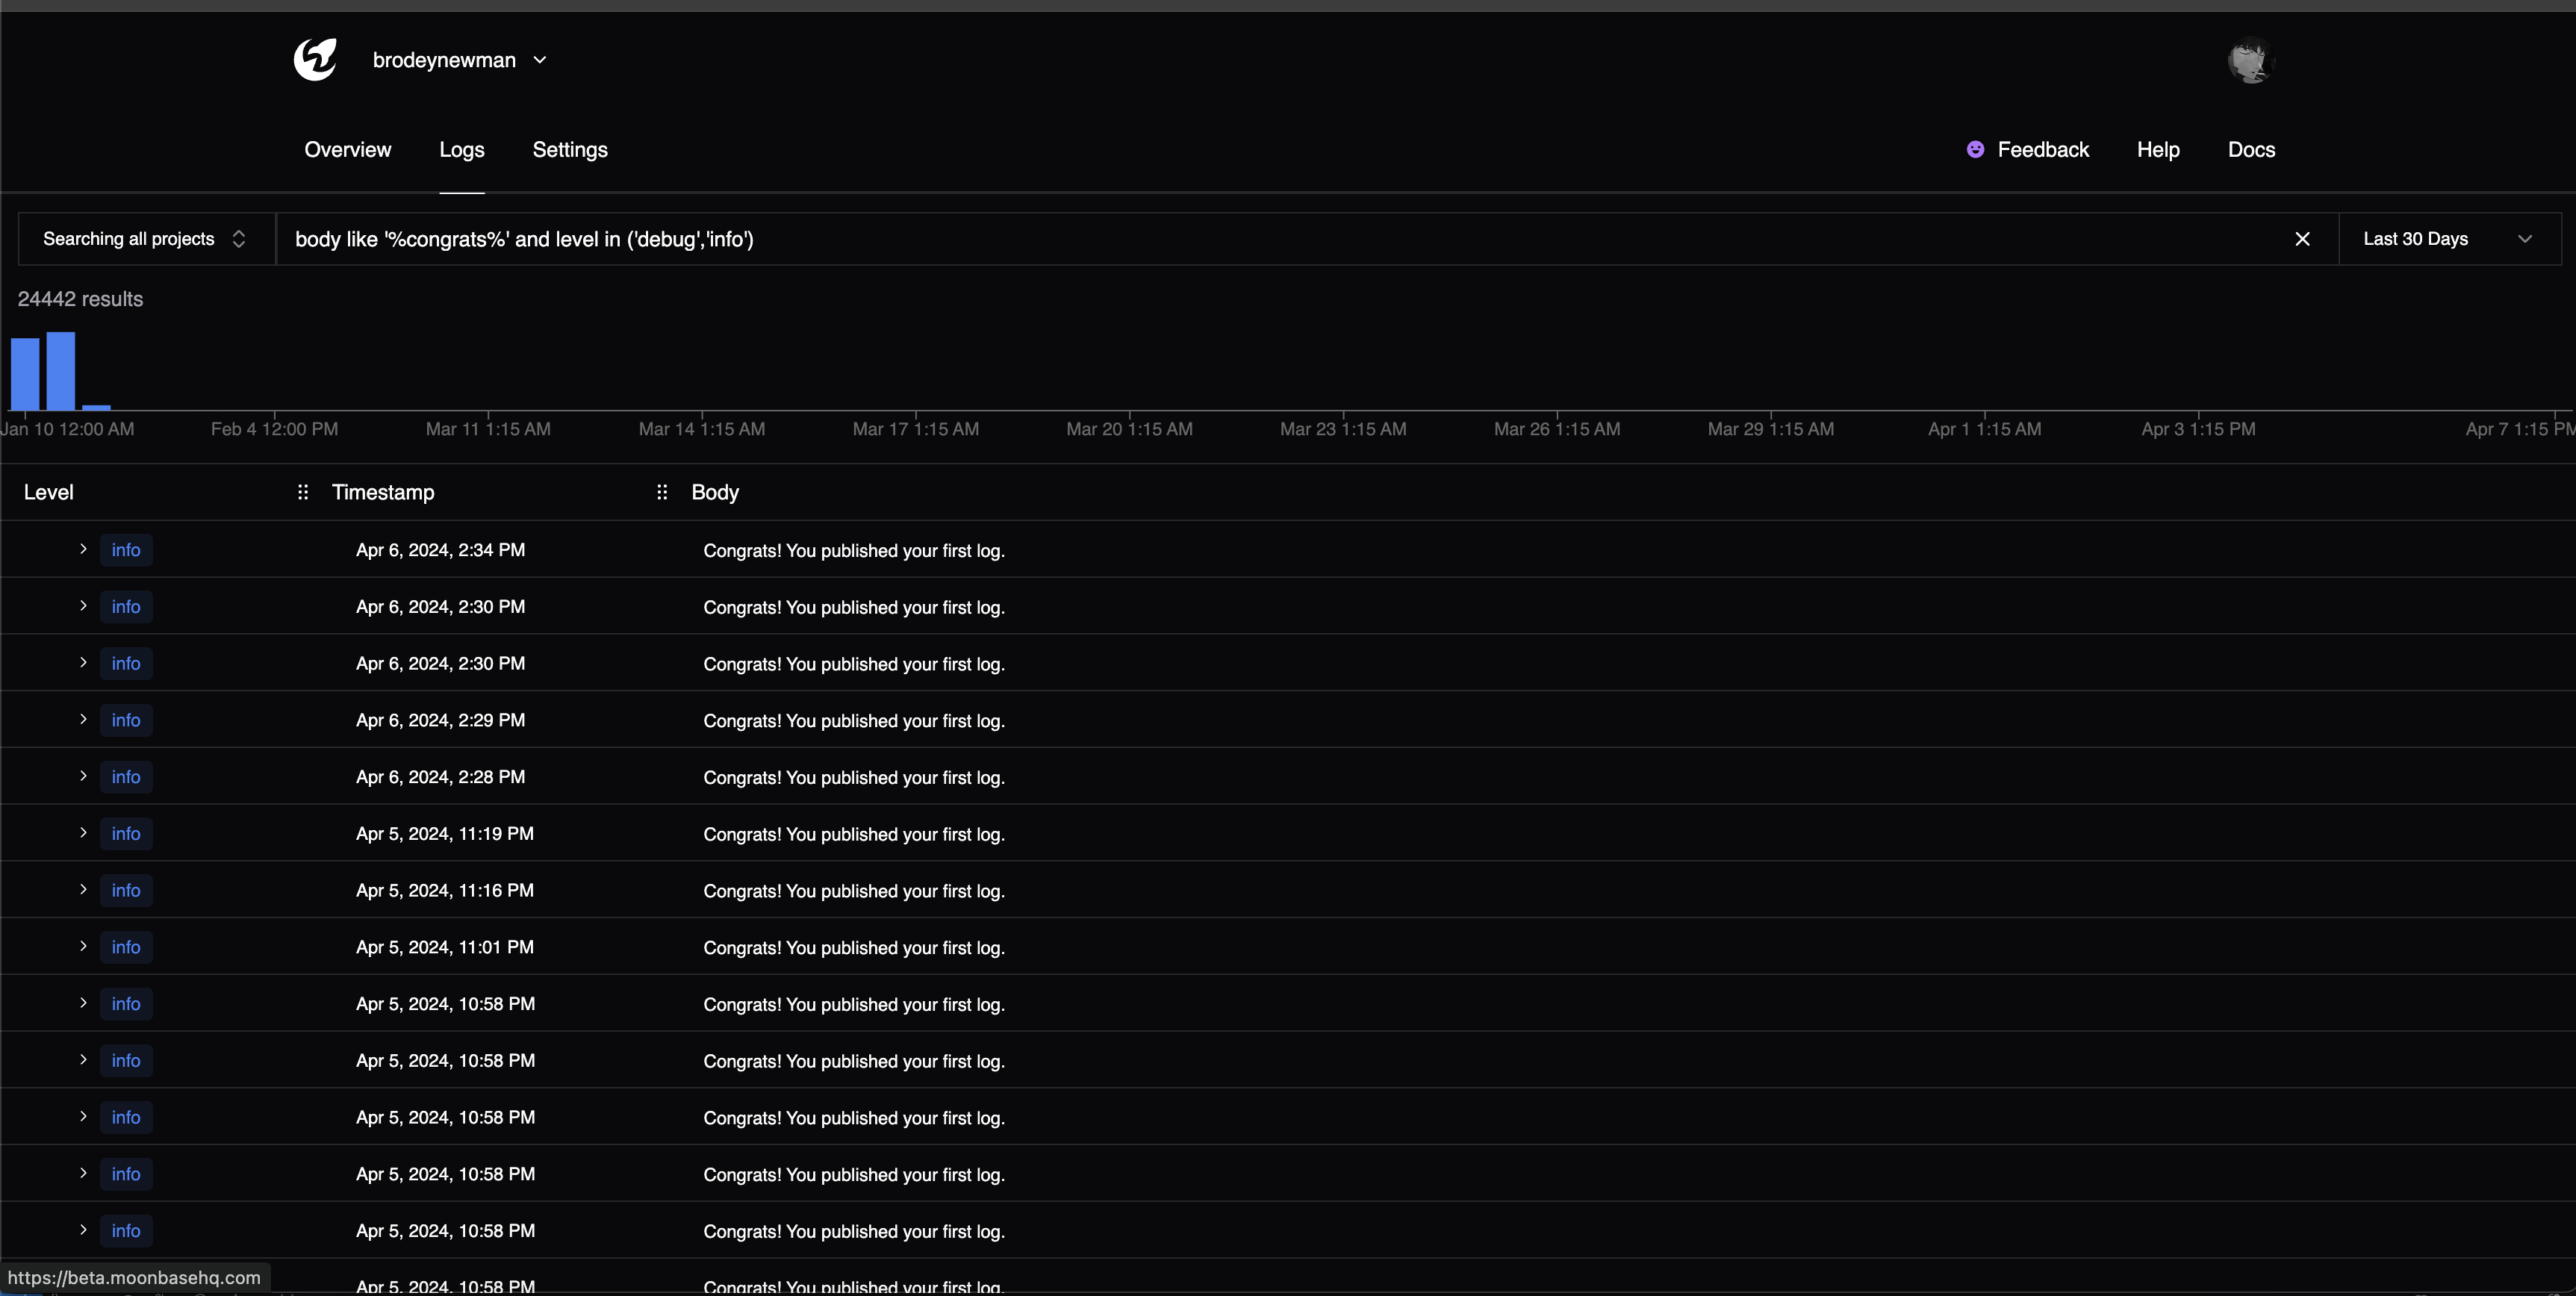 brodeynewman
Overview Logs Settings Feedback Help Docs
Searching all projects body like '%congrats%' and level in ('debug','info') Last 30 Days
24442 results
Jan 10 12:00 AM Feb 4 12:00 PM Mar 11 1:15 AM Mar 14 1:15 AM Mar 17 1:15 AM Mar 20 1:15 AM Mar 23 1:15 AM Mar 26 1:15 AM Mar 29 1:15 AM Apr 1 1:15 AM Apr 3 1:15 PM Apr 7 1:15 PM
Level Timestamp Body
info Apr 6, 2024, 2:34 PM Congrats! You published your first log.
info Apr 6, 2024, 2:30 PM Congrats! You published your first log.
info Apr 6, 2024, 2:30 PM Congrats! You published your first log.
info Apr 6, 2024, 2:29 PM Congrats! You published your first log.
info Apr 6, 2024, 2:28 PM Congrats! You published your first log.
info Apr 5, 2024, 11:19 PM Congrats! You published your first log.
info Apr 5, 2024, 11:16 PM Congrats! You published your first log.
info Apr 5, 2024, 11:01 PM Congrats! You published your first log.
info Apr 5, 2024, 10:58 PM Congrats! You published your first log.
info Apr 5, 2024, 10:58 PM Congrats! You published your first log.
info Apr 5, 2024, 10:58 PM Congrats! You published your first log.
info Apr 5, 2024, 10:58 PM Congrats! You published your first log.
info Apr 5, 2024, 10:58 PM Congrats! You published your first log.
https://beta.moonbasehq.com Apr 5, 2024, 10:58 PM Congrats! You published your first log.